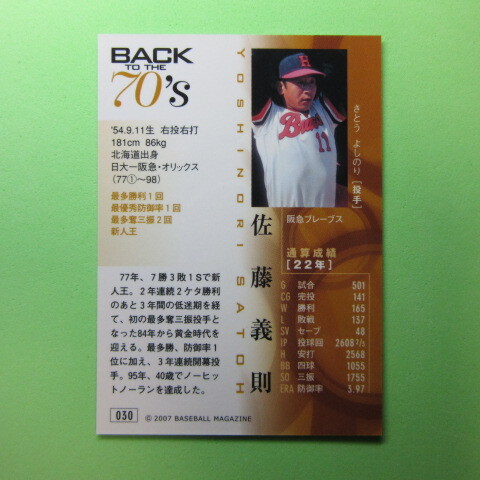 BACK
TO THE
70's
'54.9.11生 右投右打
181cm 86kg
北海道出身
日大ー阪急・オリックス
(77①〜98)
最多勝利1回
最優秀防御率1回
最多奪三振2回
新人王
77年、7勝3敗1Sで新
人王。2年連続2ケタ勝利
のあと3年間の低迷期を経
て、初の最多奪三振投手と
なった84年から黄金時代を
迎える。最多勝、防御率1
位に加え、3年連続開幕投
手。95年、40歳でノーヒッ
トノーランを達成した。
030
© 2007 BASEBALL MAGAZINE
YOSHINORI SATOH
佐藤義則
H
Braves
11
さとう よしのり [投手]
阪急ブレーブス
通算成績
[22年]
G 試合 501
CG 完投 141
W 勝利 165
L 敗戦 137
SV セーブ 48
IP 投球回 2608 2/3
H 安打 2568
BB 四球 1055
SO 三振 1755
ERA 防御率 3.97